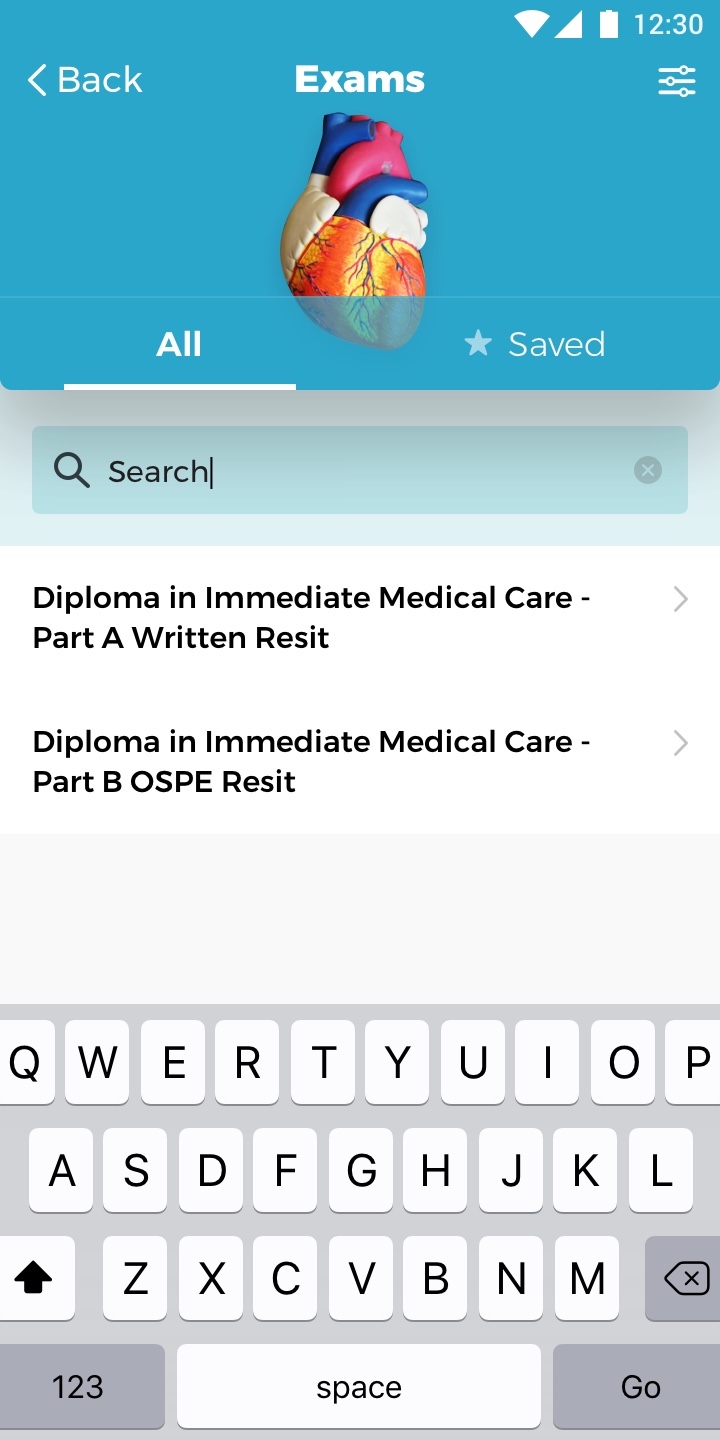 12:30
Back
Exams
All
Saved
Search
Diploma in Immediate Medical Care -
Part A Written Resit
Diploma in Immediate Medical Care -
Part B OSPE Resit
Q W E R T Y U I O P
A S D F G H J K L
Z X C V B N M
123 space Go